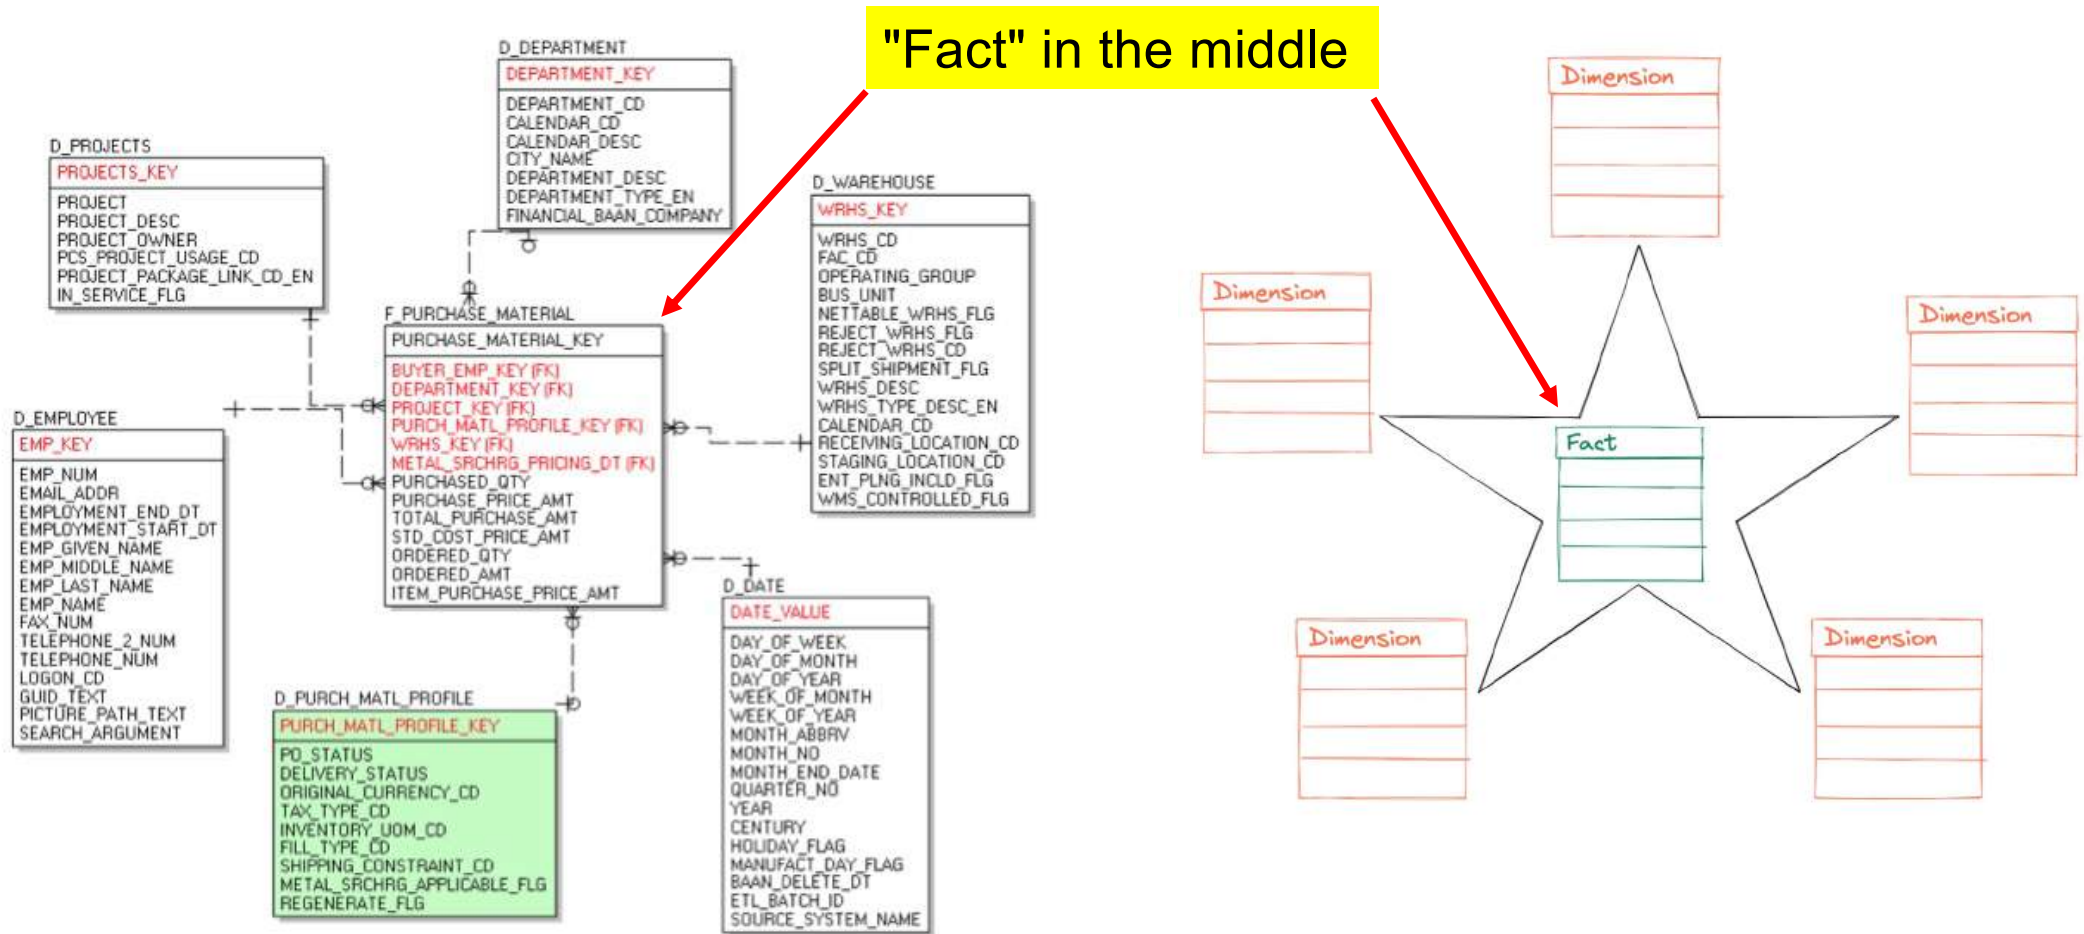 "Fact" in the middle
D_DEPARTMENT
DEPARTMENT_KEY
DEPARTMENT_CD
CALENDAR_CD
CALENDAR_DESC
CITY_NAME
DEPARTMENT_DESC
DEPARTMENT_TYPE_EN
FINANCIAL_BAAN_COMPANY
D_PROJECTS
PROJECTS_KEY
PROJECT
PROJECT_DESC
PROJECT_OWNER
PCS_PROJECT_USAGE_CD
PROJECT_PACKAGE_LINK_CD_EN
IN_SERVICE_FLG
D_WAREHOUSE
WRHS_KEY
WRHS_CD
FAC_CD
OPERATING_GROUP
BUS_UNIT
NETTABLE_WRHS_FLG
REJECT_WRHS_FLG
REJECT_WRHS_CD
SPLIT_SHIPMENT_FLG
WRHS_DESC
WRHS_TYPE_DESC_EN
CALENDAR_CD
RECEIVING_LOCATION_CD
STAGING_LOCATION_CD
ENT_PLNG_INCLD_FLG
WMS_CONTROLLED_FLG
F_PURCHASE_MATERIAL
PURCHASE_MATERIAL_KEY
BUYER_EMP_KEY (FK)
DEPARTMENT_KEY (FK)
PROJECT_KEY (FK)
PURCH_MATL_PROFILE_KEY (FK)
WRHS_KEY (FK)
METAL_SRCHRG_PRICING_DT (FK)
PURCHASED_QTY
PURCHASE_PRICE_AMT
TOTAL_PURCHASE_AMT
STD_COST_PRICE_AMT
ORDERED_QTY
ORDERED_AMT
ITEM_PURCHASE_PRICE_AMT
D_EMPLOYEE
EMP_KEY
EMP_NUM
EMAIL_ADDR
EMPLOYMENT_END_DT
EMPLOYMENT_START_DT
EMP_GIVEN_NAME
EMP_MIDDLE_NAME
EMP_LAST_NAME
EMP_NAME
FAX_NUM
TELEPHONE_2_NUM
TELEPHONE_NUM
LOGON_CD
GUID_TEXT
PICTURE_PATH_TEXT
SEARCH_ARGUMENT
D_PURCH_MATL_PROFILE
PURCH_MATL_PROFILE_KEY
PO_STATUS
DELIVERY_STATUS
ORIGINAL_CURRENCY_CD
TAX_TYPE_CD
INVENTORY_UOM_CD
FILL_TYPE_CD
SHIPPING_CONSTRAINT_CD
METAL_SRCHRG_APPLICABLE_FLG
REGENERATE_FLG
D_DATE
DATE_VALUE
DAY_OF_WEEK
DAY_OF_MONTH
DAY_OF_YEAR
WEEK_OF_MONTH
WEEK_OF_YEAR
MONTH_ABBRV
MONTH_NO
MONTH_END_DATE
QUARTER_NO
YEAR
CENTURY
HOLIDAY_FLAG
MANUFACT_DAY_FLAG
BAAN_DELETE_DT
ETL_BATCH_ID
SOURCE_SYSTEM_NAME
Dimension
Dimension
Dimension
Fact
Dimension
Dimension